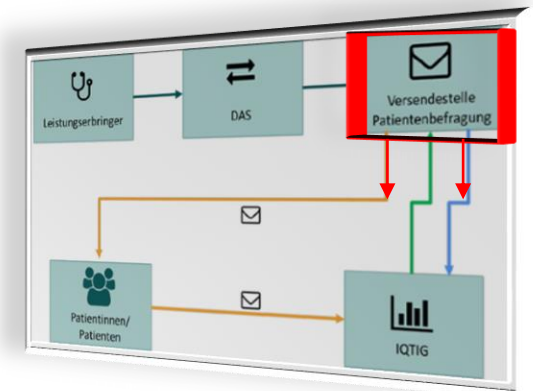 Leistungserbringer
DAS
Versendestelle
Patientenbefragung
Patientinnen/
Patienten
IQTIG